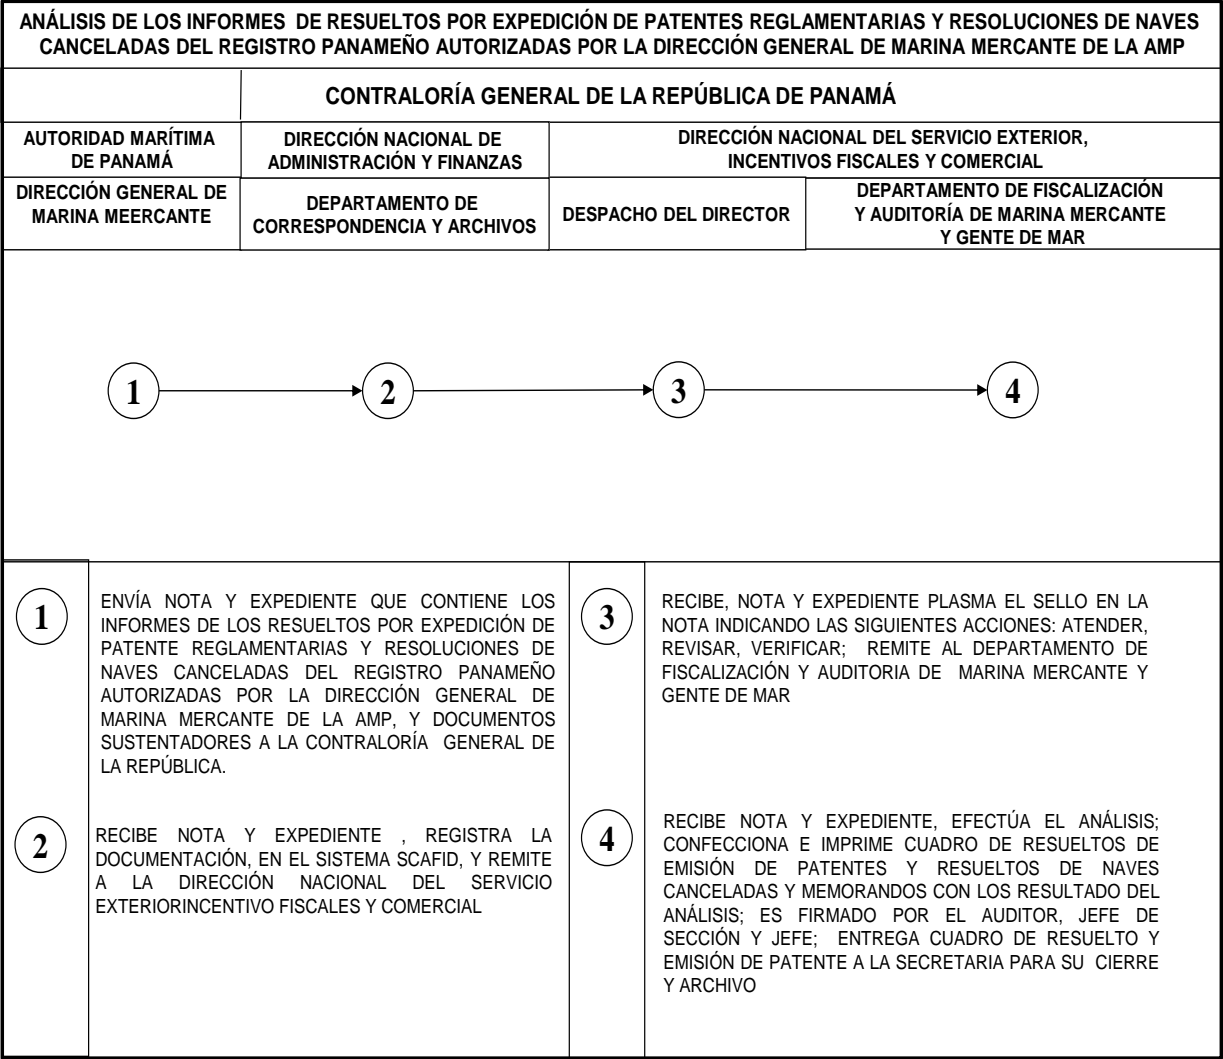 ANÁLISIS DE LOS INFORMES DE RESUELTOS POR EXPEDICIÓN DE PATENTES REGLAMENTARIAS Y RESOLUCIONES DE NAVES
CANCELADAS DEL REGISTRO PANAMEÑO AUTORIZADAS POR LA DIRECCIÓN GENERAL DE MARINA MERCANTE DE LA AMP
CONTRALORÍA GENERAL DE LA REPÚBLICA DE PANAMÁ
AUTORIDAD MARÍTIMA
DE PANAMÁ
DIRECCIÓN NACIONAL DE
ADMINISTRACIÓN Y FINANZAS
DIRECCIÓN NACIONAL DEL SERVICIO EXTERIOR,
INCENTIVOS FISCALES Y COMERCIAL
DIRECCIÓN GENERAL DE
MARINA MEERCANTE
DEPARTAMENTO DE
CORRESPONDENCIA Y ARCHIVOS
DESPACHO DEL DIRECTOR
DEPARTAMENTO DE FISCALIZACIÓN
Y AUDITORÍA DE MARINA MERCANTE
Y GENTE DE MAR
1
2
3
4
1
ENVÍA NOTA Y EXPEDIENTE QUE CONTIENE LOS
INFORMES DE LOS RESUELTOS POR EXPEDICIÓN DE
PATENTE REGLAMENTARIAS Y RESOLUCIONES DE
NAVES CANCELADAS DEL REGISTRO PANAMEÑO
AUTORIZADAS POR LA DIRECCIÓN GENERAL DE
MARINA MERCANTE DE LA AMP, Y DOCUMENTOS
SUSTENTADORES A LA CONTRALORÍA GENERAL DE
LA REPÚBLICA.
2
RECIBE NOTA Y EXPEDIENTE , REGISTRA LA
DOCUMENTACIÓN, EN EL SISTEMA SCAFID, Y REMITE
A LA DIRECCIÓN NACIONAL DEL SERVICIO
EXTERIORINCENTIVO FISCALES Y COMERCIAL
3
RECIBE, NOTA Y EXPEDIENTE PLASMA EL SELLO EN LA
NOTA INDICANDO LAS SIGUIENTES ACCIONES: ATENDER,
REVISAR, VERIFICAR; REMITE AL DEPARTAMENTO DE
FISCALIZACIÓN Y AUDITORIA DE MARINA MERCANTE Y
GENTE DE MAR
4
RECIBE NOTA Y EXPEDIENTE, EFECTÚA EL ANÁLISIS;
CONFECCIONA E IMPRIME CUADRO DE RESUELTOS DE
EMISIÓN DE PATENTES Y RESUELTOS DE NAVES
CANCELADAS Y MEMORANDOS CON LOS RESULTADO DEL
ANÁLISIS; ES FIRMADO POR EL AUDITOR, JEFE DE
SECCIÓN Y JEFE; ENTREGA CUADRO DE RESUELTO Y
EMISIÓN DE PATENTE A LA SECRETARIA PARA SU CIERRE
Y ARCHIVO